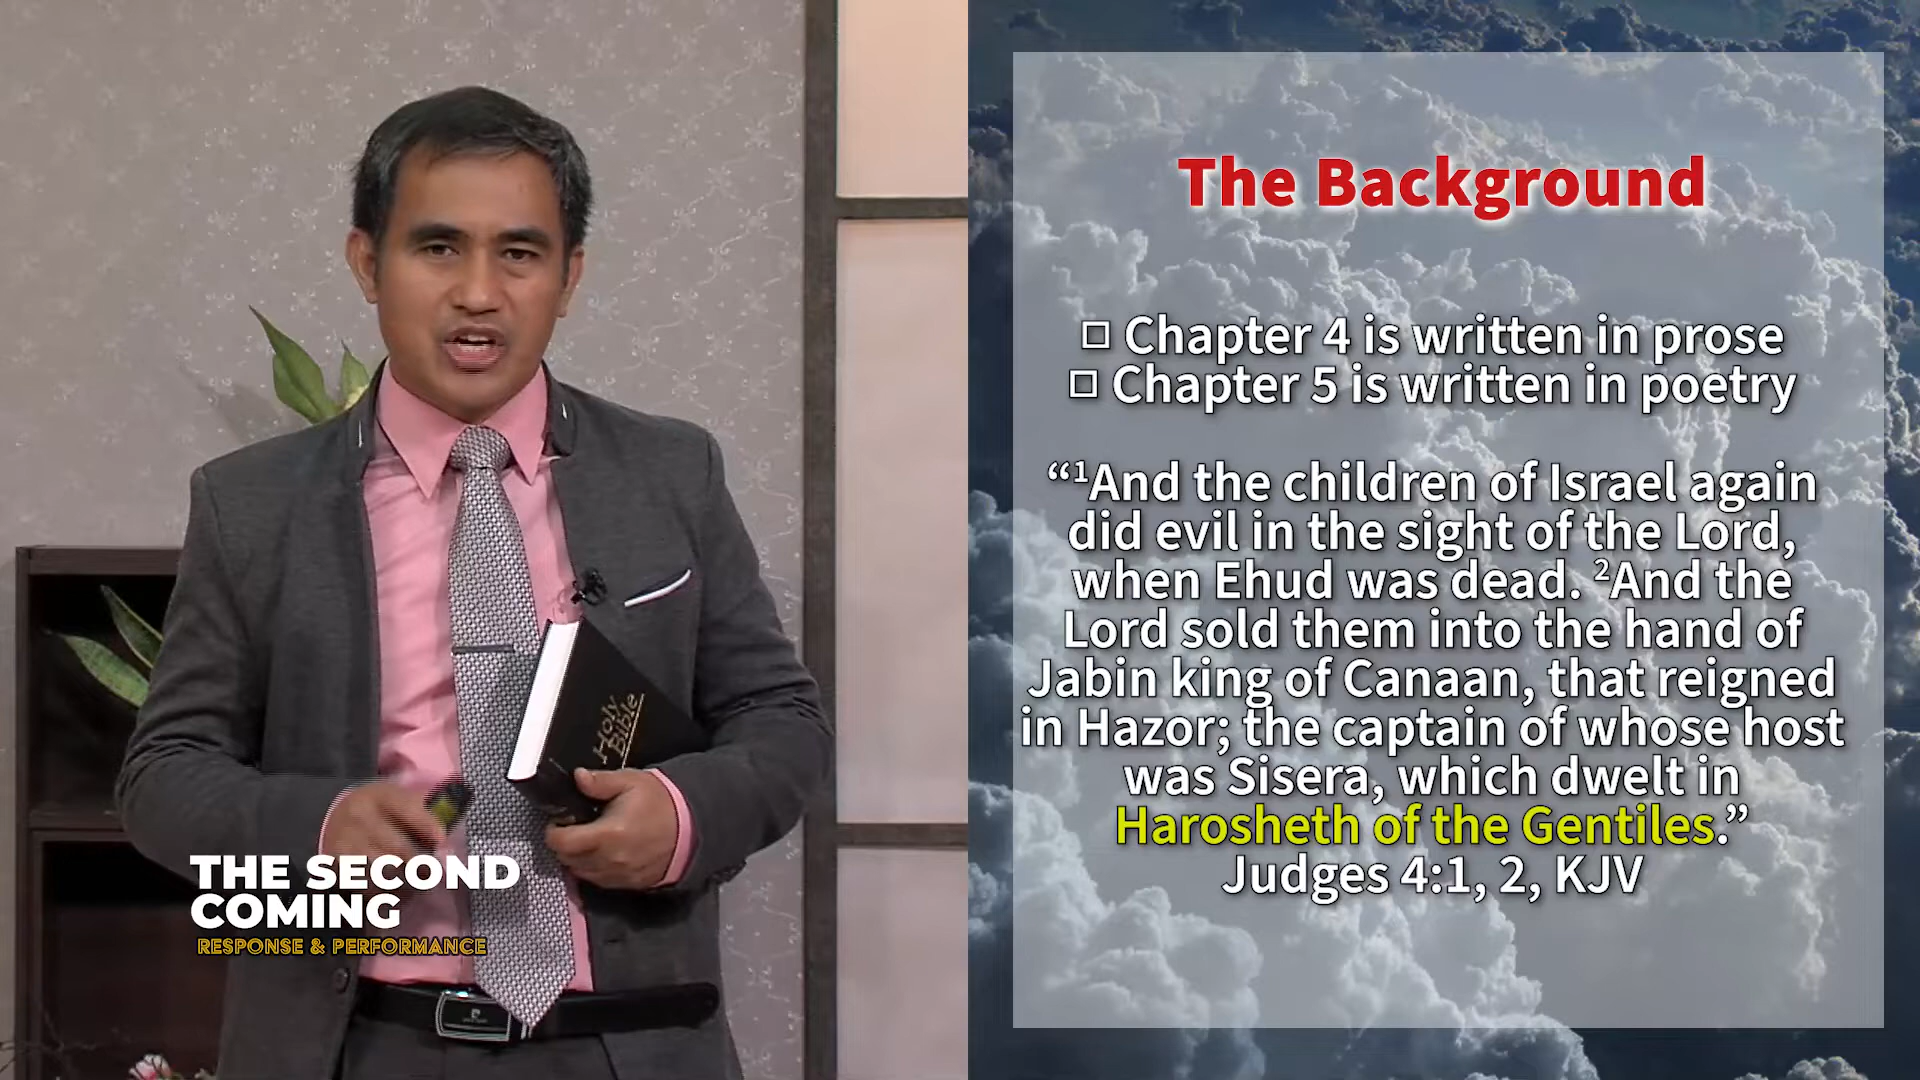 The Background
□ Chapter 4 is written in prose
□ Chapter 5 is written in poetry
“¹And the children of Israel again
did evil in the sight of the Lord,
when Ehud was dead. ²And the
Lord sold them into the hand of
Jabin king of Canaan, that reigned
in Hazor; the captain of whose host
was Sisera, which dwelt in
Harosheth of the Gentiles.”
Judges 4:1, 2, KJV
Holy
Bible
THE SECOND
COMING
RESPONSE & PERFORMANCE